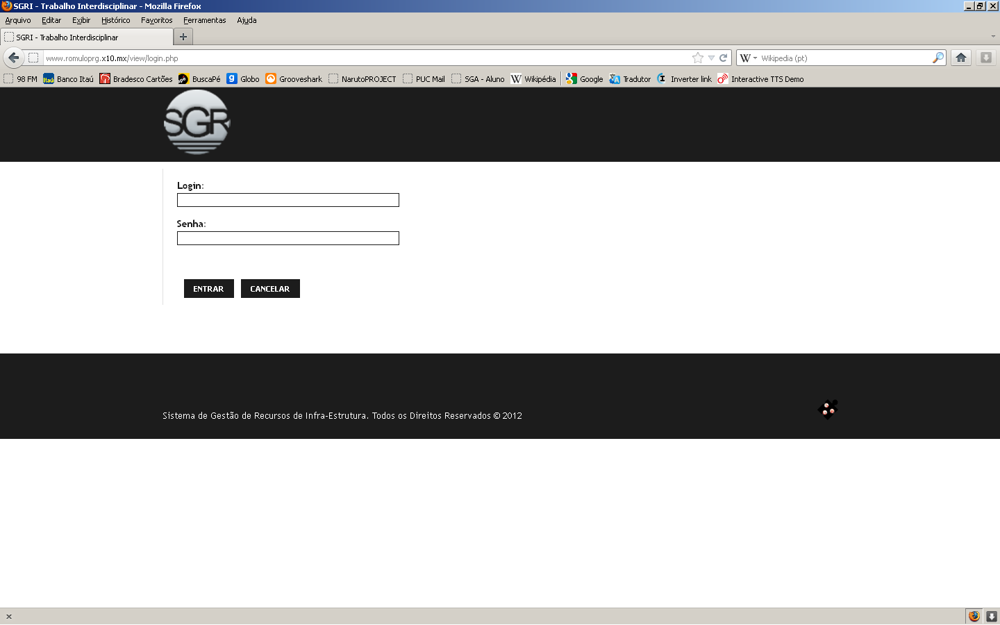 SGRI - Trabalho Interdisciplinar - Mozilla Firefox
Arquivo Editar Exibir Histórico Favoritos Ferramentas Ajuda
SGRI - Trabalho Interdisciplinar
www.romuloprg.x10.mx/view/login.php
W Wikipedia (pt)
98 FM Itaú Banco Itaú Bradesco Cartões BuscaPé g Globo Grooveshark NarutoPROJECT PUC Mail SGA - Aluno W Wikipédia Google Tradutor Inverter link Interactive TTS Demo
SGR
Login:
Senha:
ENTRAR CANCELAR
Sistema de Gestão de Recursos de Infra-Estrutura. Todos os Direitos Reservados © 2012